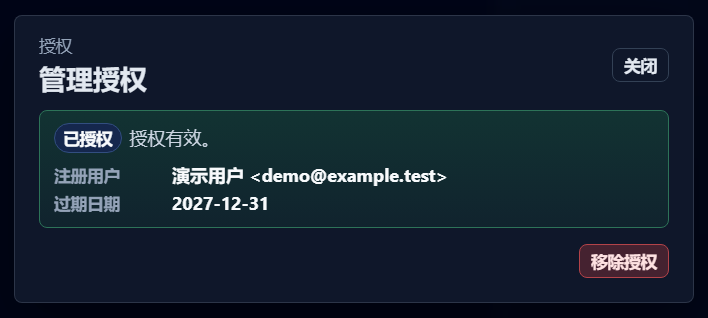 授权
管理授权
关闭
已授权 授权有效。
注册用户 演示用户 <demo@example.test>
过期日期 2027-12-31
移除授权